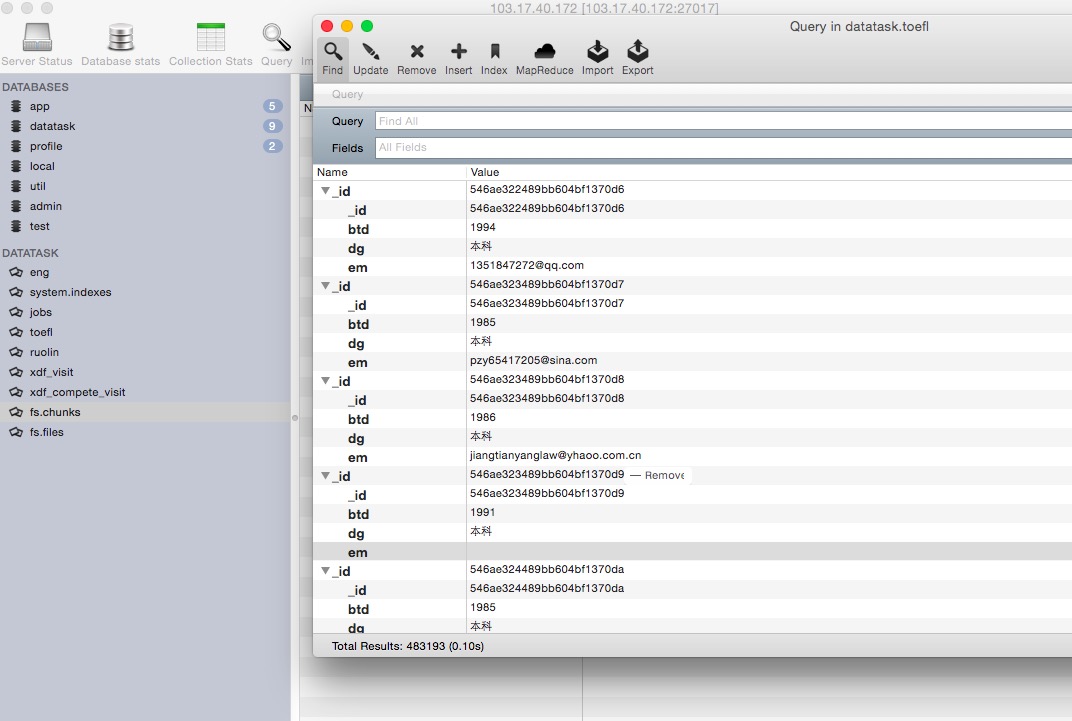 103.17.40.172 [103.17.40.172:27017]
Server Status Database stats Collection Stats Query
Query in datatask.toefl
Find Update Remove Insert Index MapReduce Import Export
Query
Query Find All
Fields All Fields
Name Value
DATABASES
app 5
datatask 9
profile 2
local
util
admin
test
DATATASK
eng
system.indexes
jobs
toefl
ruolin
xdf_visit
xdf_compete_visit
fs.chunks
fs.files
_id 546ae322489bb604bf1370d6
_id 546ae322489bb604bf1370d6
btd 1994
dg 本科
em 1351847272@qq.com
_id 546ae323489bb604bf1370d7
_id 546ae323489bb604bf1370d7
btd 1985
dg 本科
em pzy65417205@sina.com
_id 546ae323489bb604bf1370d8
_id 546ae323489bb604bf1370d8
btd 1986
dg 本科
em jiangtianyanglaw@yhaoo.com.cn
_id 546ae323489bb604bf1370d9 — Remove
_id 546ae323489bb604bf1370d9
btd 1991
dg 本科
em
_id 546ae324489bb604bf1370da
_id 546ae324489bb604bf1370da
btd 1985
dg 本科
Total Results: 483193 (0.10s)